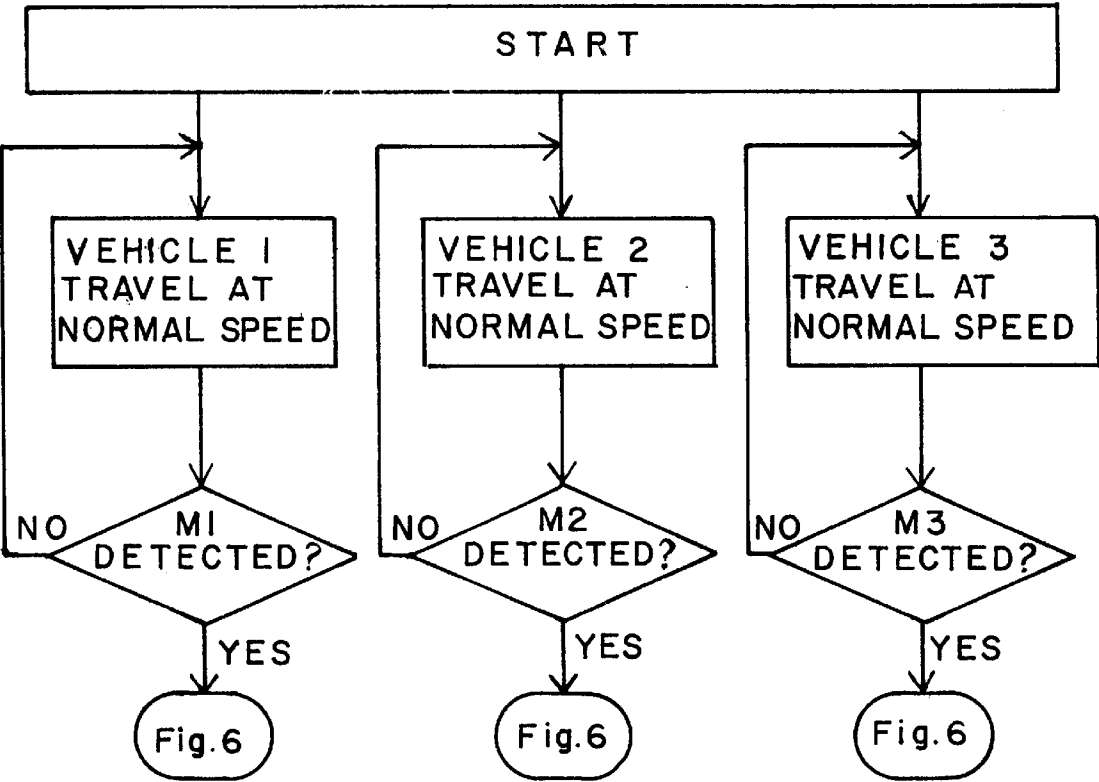 START
VEHICLE 1
TRAVEL AT
NORMAL SPEED
VEHICLE 2
TRAVEL AT
NORMAL SPEED
VEHICLE 3
TRAVEL AT
NORMAL SPEED
NO
M1
DETECTED?
NO
M2
DETECTED?
NO
M3
DETECTED?
YES
YES
YES
Fig.6
Fig.6
Fig.6